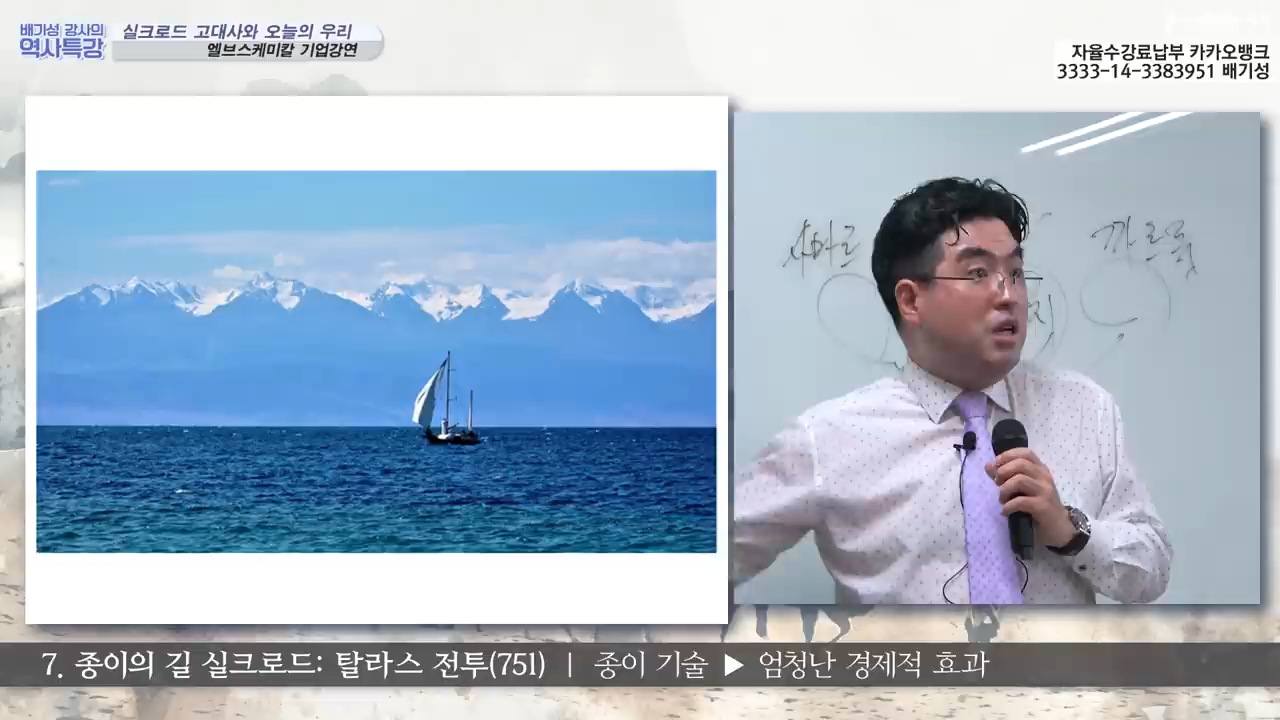 배기성 강사의
역사특강
실크로드 고대사와 오늘의 우리
엘브스케미칼 기업강연
자율수강료납부 카카오뱅크
3333-14-3383951 배기성
까르룩
지
7. 종이의 길 실크로드: 탈라스 전투(751) | 종이 기술 ▶ 엄청난 경제적 효과